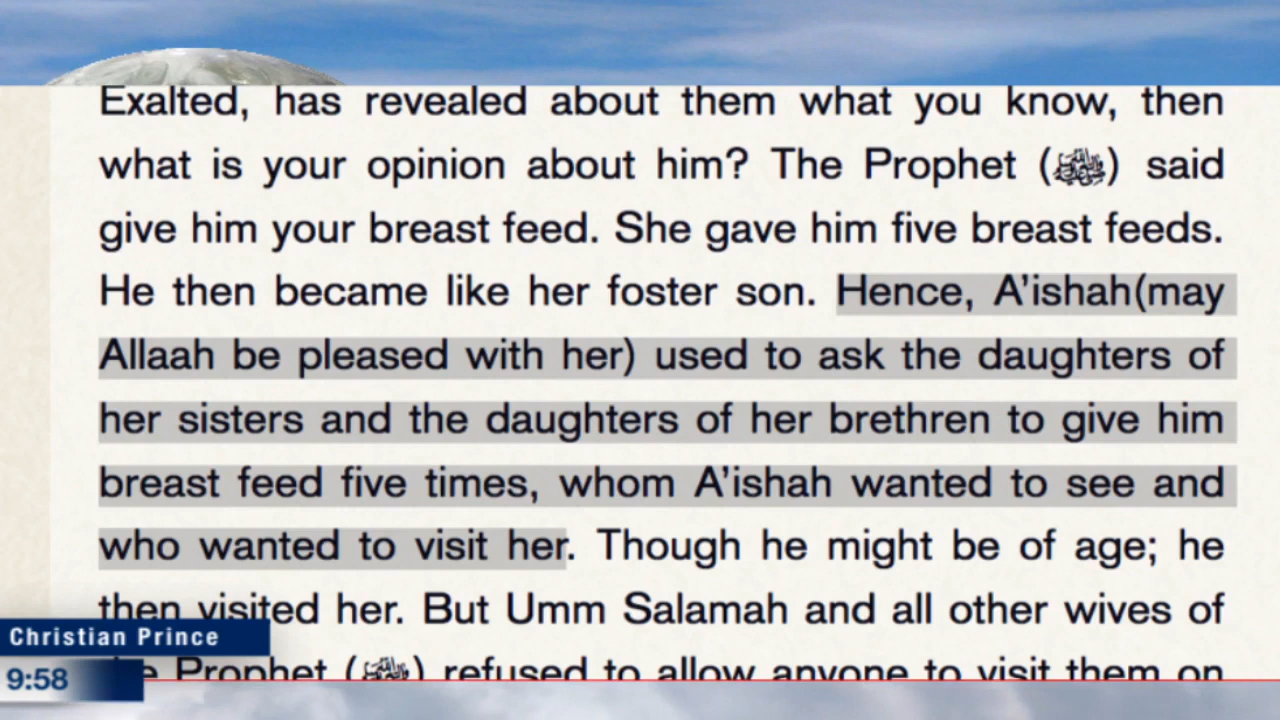 Exalted, has revealed about them what you know, then
what is your opinion about him? The Prophet (ﷺ) said
give him your breast feed. She gave him five breast feeds.
He then became like her foster son. Hence, A'ishah(may
Allaah be pleased with her) used to ask the daughters of
her sisters and the daughters of her brethren to give him
breast feed five times, whom A'ishah wanted to see and
who wanted to visit her. Though he might be of age; he
then visited her. But Umm Salamah and all other wives of
the Prophet (ﷺ) refused to allow anyone to visit them on
Christian Prince
9:58